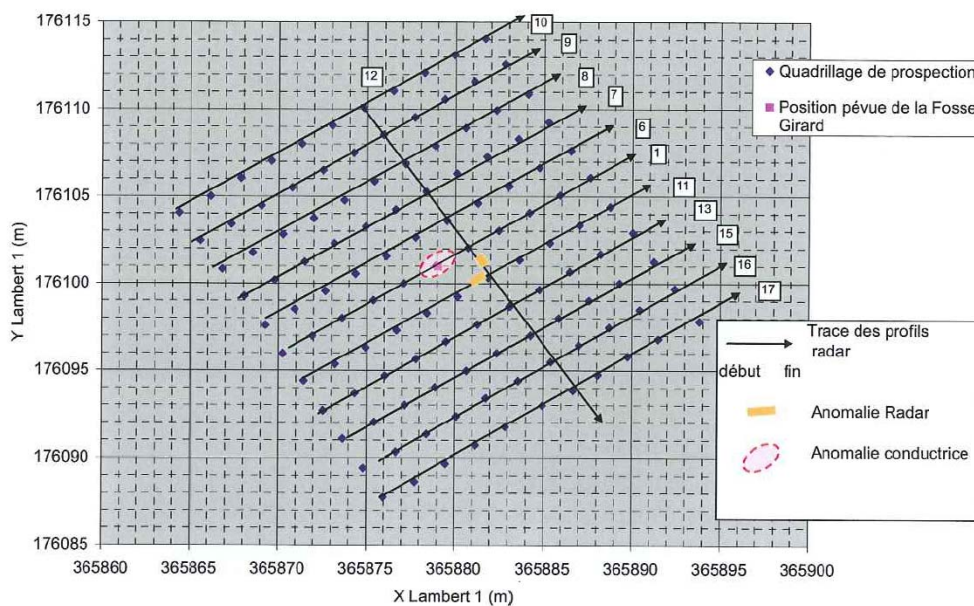 176115
176110
176105
176100
176095
176090
176085
Y Lambert 1 (m)
10
9
12
8
7
6
1
11
13
15
16
17
365860
365865
365870
365875
365880
365885
365890
365895
365900
X Lambert 1 (m)
Quadrillage de prospection
Position pévue de la Fosse
Girard
Trace des profils
radar
début fin
Anomalie Radar
Anomalie conductrice